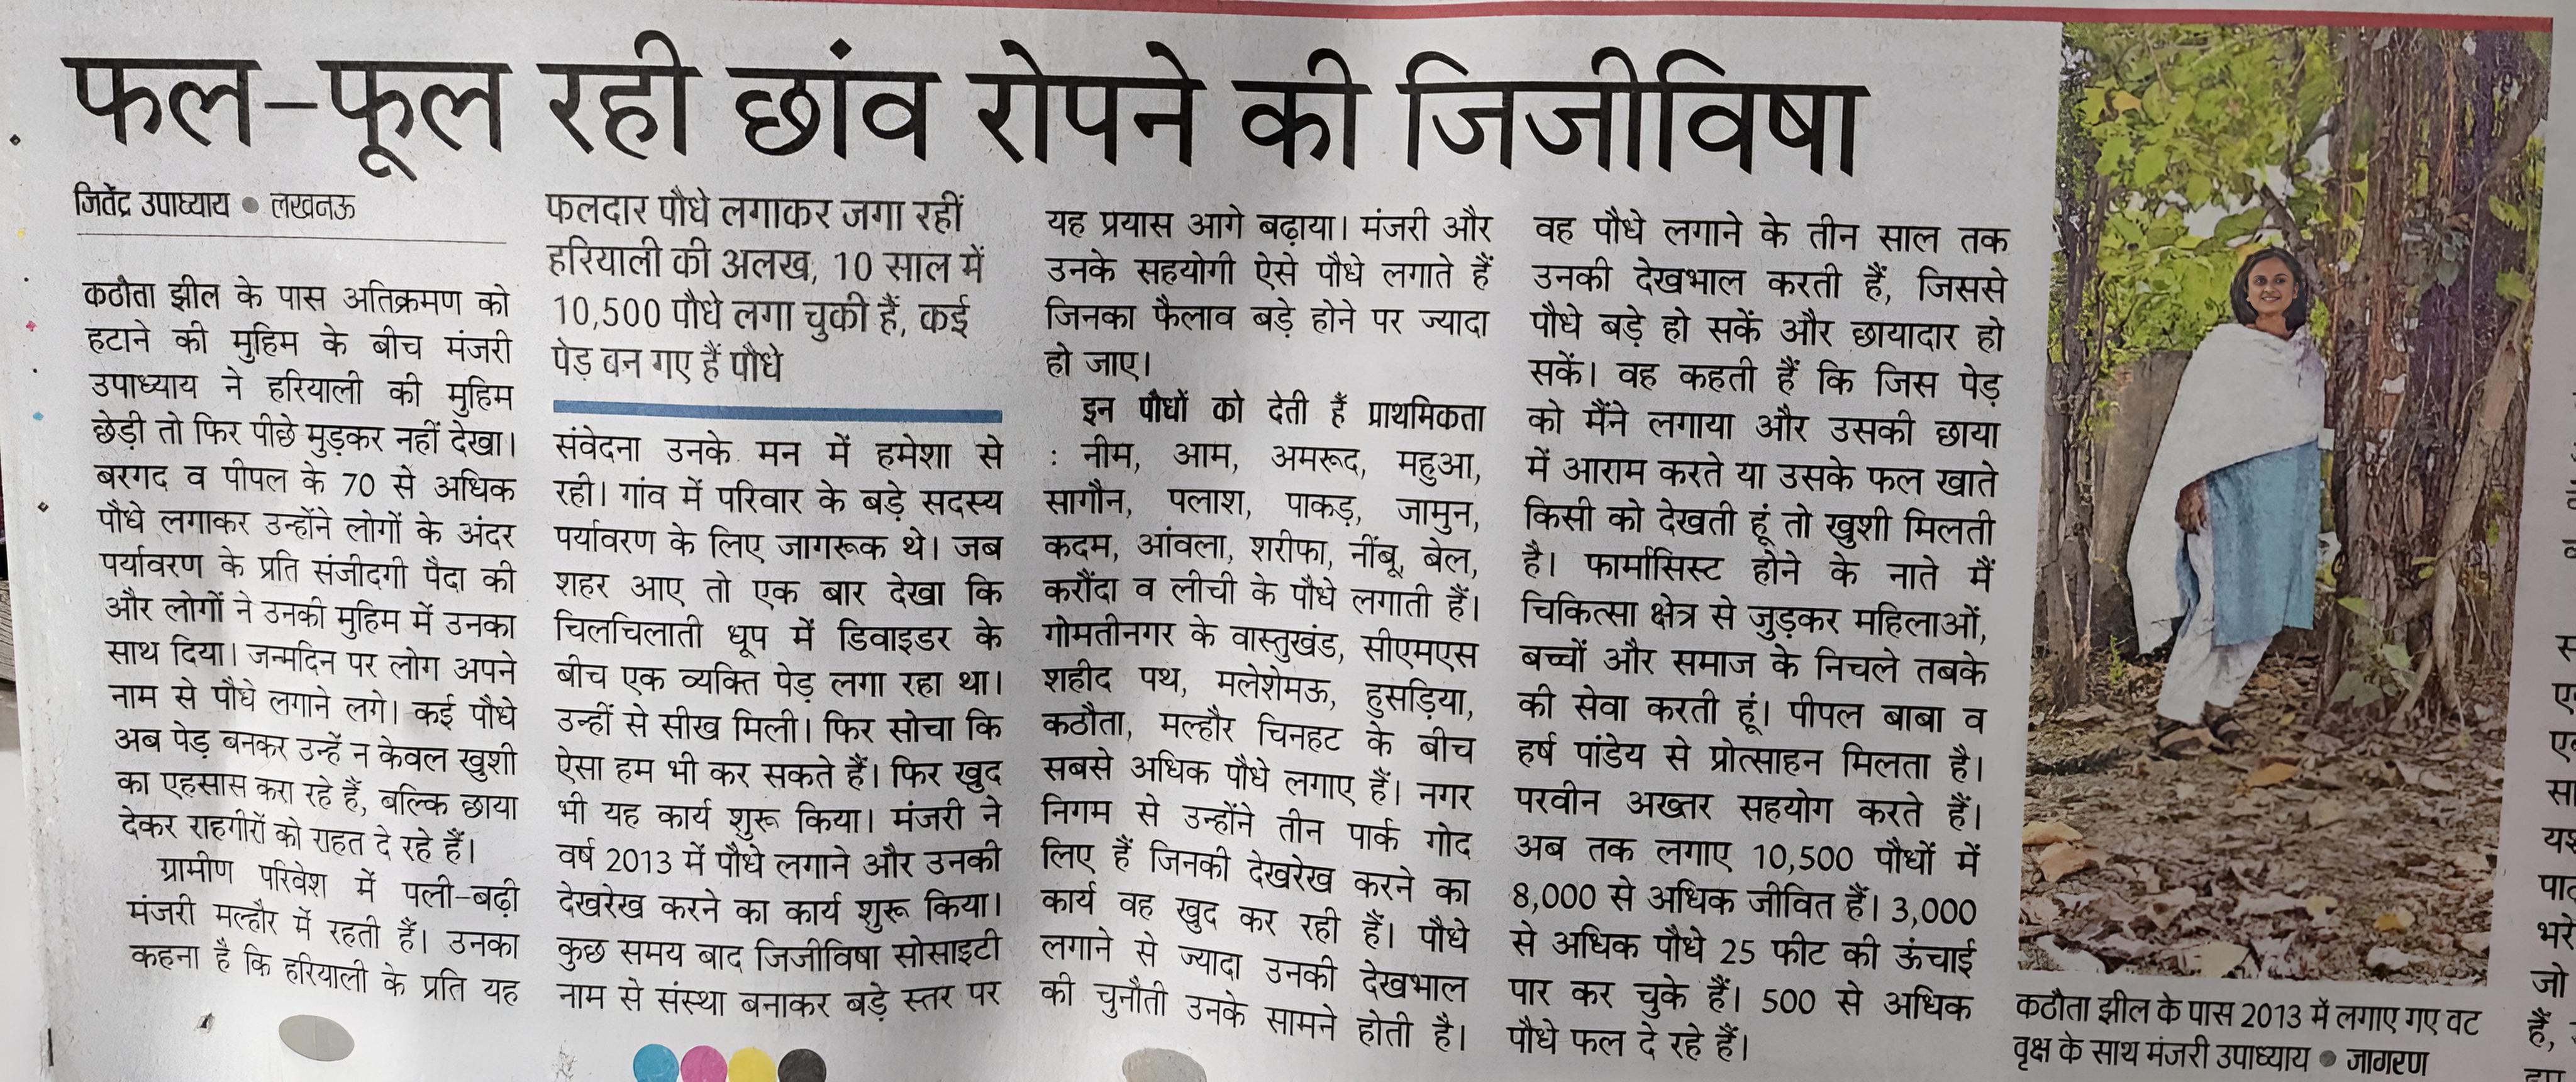 फल-फूल रही छांव रोपने की जिजीविषा
जितेंद्र उपाध्याय ● लखनऊ
कठौता झील के पास अतिक्रमण को
हटाने की मुहिम के बीच मंजरी
उपाध्याय ने हरियाली की मुहिम
छेड़ी तो फिर पीछे मुड़कर नहीं देखा।
बरगद व पीपल के 70 से अधिक
पौधे लगाकर उन्होंने लोगों के अंदर
पर्यावरण के प्रति संजीदगी पैदा की
और लोगों ने उनकी मुहिम में उनका
साथ दिया। जन्मदिन पर लोग अपने
नाम से पौधे लगाने लगे। कई पौधे
अब पेड़ बनकर उन्हें न केवल खुशी
का एहसास करा रहे हैं, बल्कि छाया
देकर राहगीरों को राहत दे रहे हैं।
ग्रामीण परिवेश में पली-बढ़ी
मंजरी मल्हौर में रहती हैं। उनका
कहना है कि हरियाली के प्रति यह
फलदार पौधे लगाकर जगा रहीं
हरियाली की अलख, 10 साल में
10,500 पौधे लगा चुकी हैं, कई
पेड़ बन गए हैं पौधे
संवेदना उनके मन में हमेशा से
रही। गांव में परिवार के बड़े सदस्य
पर्यावरण के लिए जागरूक थे। जब
शहर आए तो एक बार देखा कि
चिलचिलाती धूप में डिवाइडर के
बीच एक व्यक्ति पेड़ लगा रहा था।
उन्हीं से सीख मिली। फिर सोचा कि
ऐसा हम भी कर सकते हैं। फिर खुद
भी यह कार्य शुरू किया। मंजरी ने
वर्ष 2013 में पौधे लगाने और उनकी
देखरेख करने का कार्य शुरू किया।
कुछ समय बाद जिजीविषा सोसाइटी
नाम से संस्था बनाकर बड़े स्तर पर
यह प्रयास आगे बढ़ाया। मंजरी और
उनके सहयोगी ऐसे पौधे लगाते हैं
जिनका फैलाव बड़े होने पर ज्यादा
हो जाए।
इन पौधों को देती हैं प्राथमिकता
: नीम, आम, अमरूद, महुआ,
सागौन, पलाश, पाकड़, जामुन,
कदम, आंवला, शरीफा, नींबू, बेल,
करौंदा व लीची के पौधे लगाती हैं।
गोमतीनगर के वास्तुखंड, सीएमएस
शहीद पथ, मलेशेमऊ, हुसड़िया,
कठौता, मल्हौर चिनहट के बीच
सबसे अधिक पौधे लगाए हैं। नगर
निगम से उन्होंने तीन पार्क गोद
लिए हैं जिनकी देखरेख करने का
कार्य वह खुद कर रही हैं। पौधे
लगाने से ज्यादा उनकी देखभाल
की चुनौती उनके सामने होती है।
वह पौधे लगाने के तीन साल तक
उनकी देखभाल करती हैं, जिससे
पौधे बड़े हो सकें और छायादार हो
सकें। वह कहती हैं कि जिस पेड़
को मैंने लगाया और उसकी छाया
में आराम करते या उसके फल खाते
किसी को देखती हूं तो खुशी मिलती
है। फार्मासिस्ट होने के नाते मैं
चिकित्सा क्षेत्र से जुड़कर महिलाओं,
बच्चों और समाज के निचले तबके
की सेवा करती हूं। पीपल बाबा व
हर्ष पांडेय से प्रोत्साहन मिलता है।
परवीन अख्तर सहयोग करते हैं।
अब तक लगाए 10,500 पौधों में
8,000 से अधिक जीवित हैं। 3,000
से अधिक पौधे 25 फीट की ऊंचाई
पार कर चुके हैं। 500 से अधिक
पौधे फल दे रहे हैं।
कठौता झील के पास 2013 में लगाए गए वट
वृक्ष के साथ मंजरी उपाध्याय ● जागरण